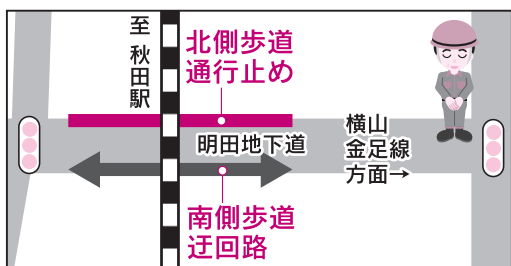 至 秋田駅
北側歩道
通行止め
明田地下道
横山
金足線
方面→
南側歩道
迂回路